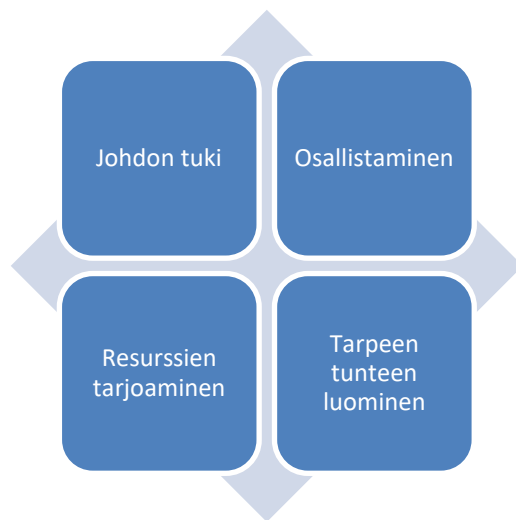 Johdon tuki
Osallistaminen
Resurssien
tarjoaminen
Tarpeen
tunteen
luominen